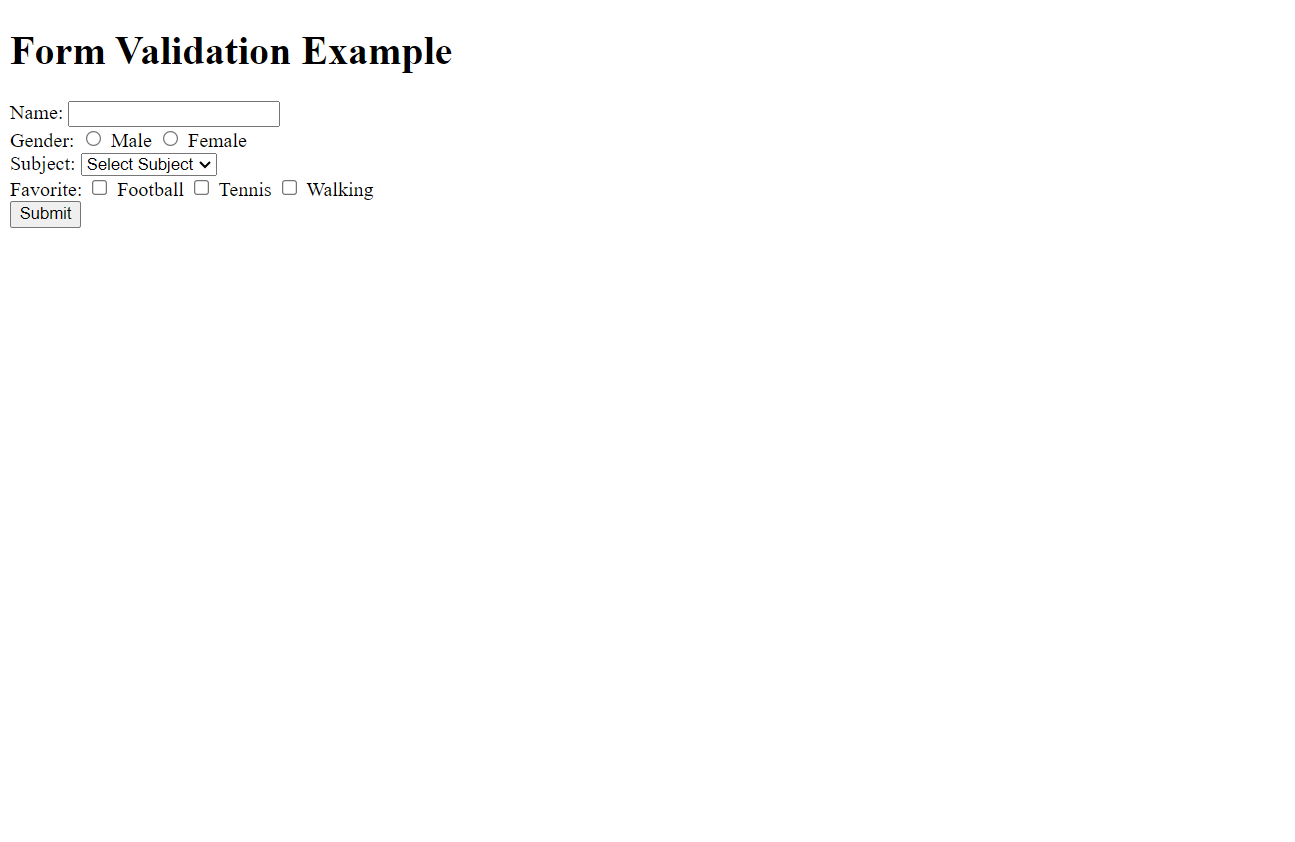 Form Validation Example
Name:
Gender: Male Female
Subject: Select Subject
Favorite: Football Tennis Walking
Submit